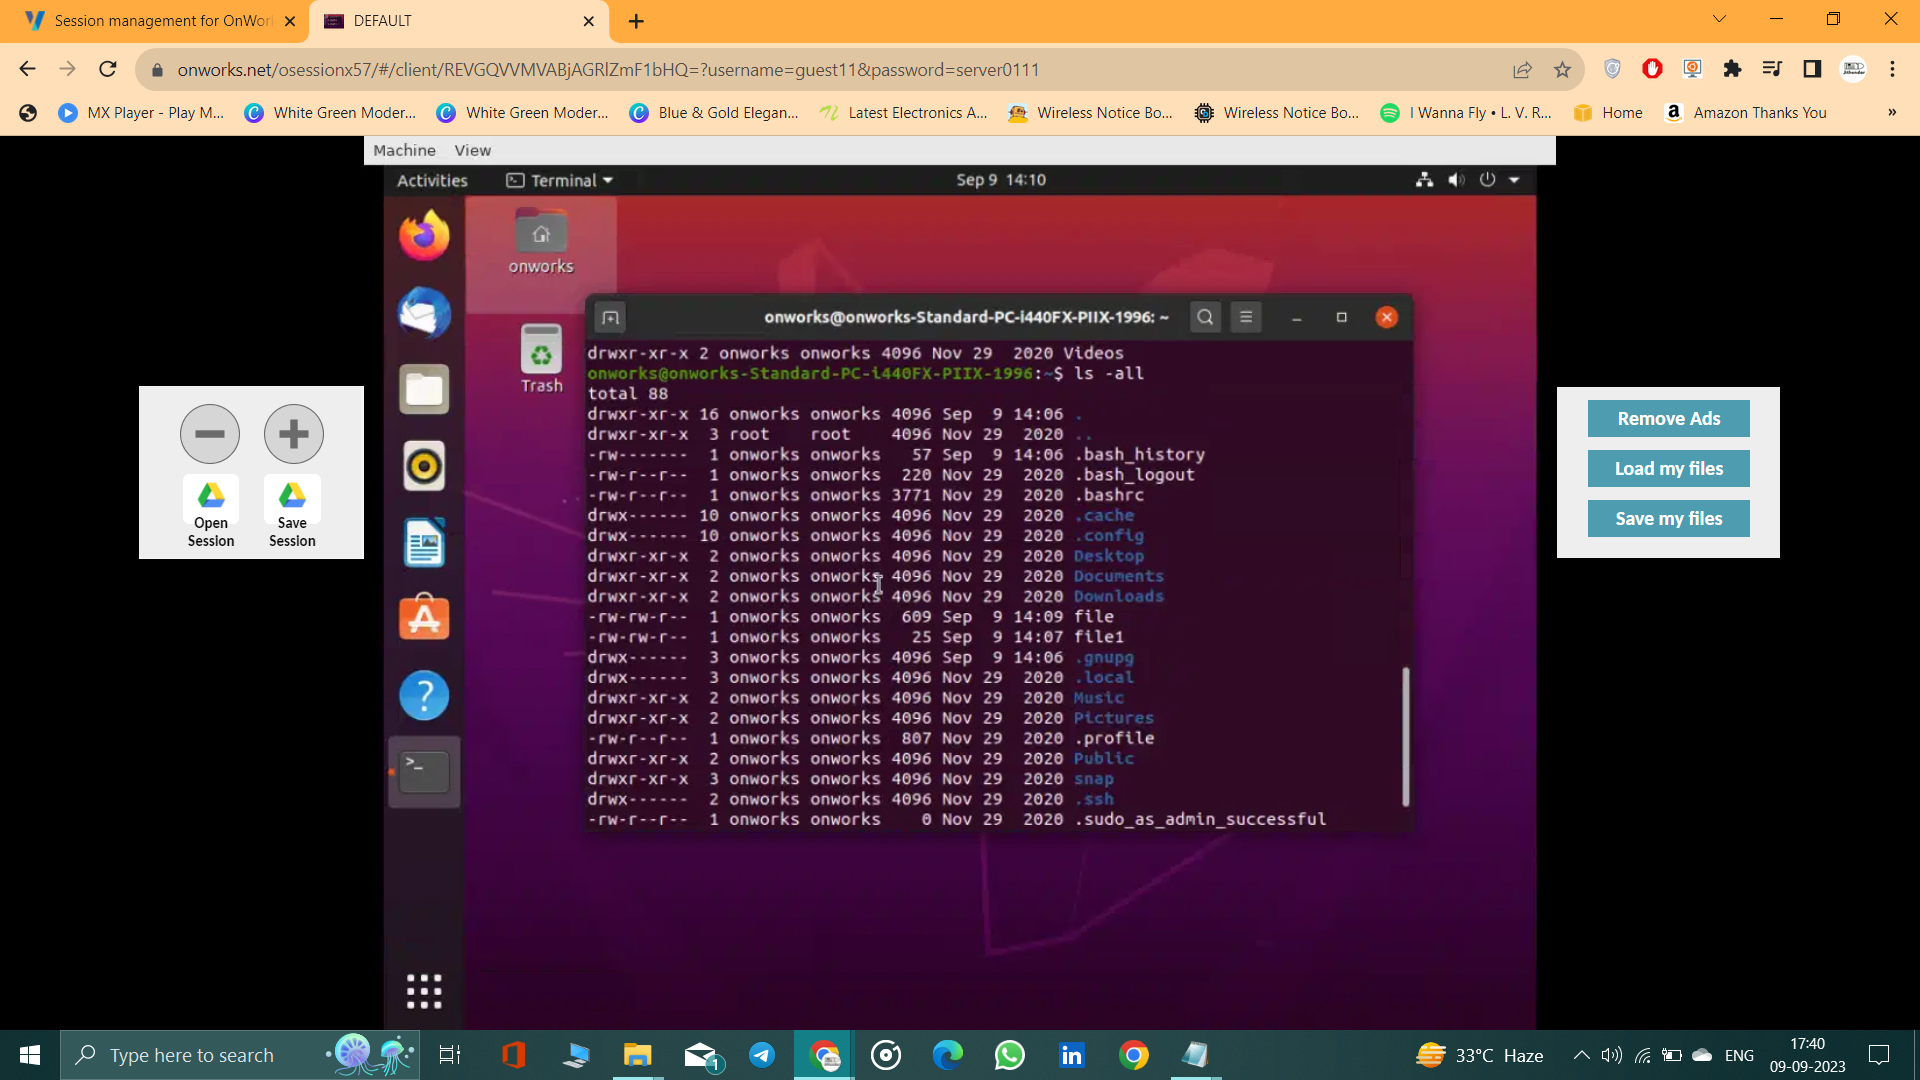 Session management for OnWor
DEFAULT
onworks.net/osessionx57/#/client/REVGQVVMVABjAGRlZmF1bHQ=?username=guest11&password=server0111
MX Player - Play M...
White Green Moder...
White Green Moder...
Blue & Gold Elegan...
Latest Electronics A...
Wireless Notice Bo...
Wireless Notice Bo...
I Wanna Fly • L. V. R...
Home
Amazon Thanks You
»
Machine View
Activities
Terminal
Sep 9 14:10
onworks
Trash
onworks@onworks-Standard-PC-i440FX-PIIX-1996: ~
drwxr-xr-x 2 onworks onworks 4096 Nov 29  2020 Videos
onworks@onworks-Standard-PC-i440FX-PIIX-1996:~$ ls -all
total 88
drwxr-xr-x 16 onworks onworks 4096 Sep  9 14:06 .
drwxr-xr-x  3 root    root    4096 Nov 29  2020 ..
-rw-------  1 onworks onworks   57 Sep  9 14:06 .bash_history
-rw-r--r--  1 onworks onworks  220 Nov 29  2020 .bash_logout
-rw-r--r--  1 onworks onworks 3771 Nov 29  2020 .bashrc
drwx------ 10 onworks onworks 4096 Nov 29  2020 .cache
drwx------ 10 onworks onworks 4096 Nov 29  2020 .config
drwxr-xr-x  2 onworks onworks 4096 Nov 29  2020 Desktop
drwxr-xr-x  2 onworks onworks 4096 Nov 29  2020 Documents
drwxr-xr-x  2 onworks onworks 4096 Nov 29  2020 Downloads
-rw-rw-r--  1 onworks onworks  609 Sep  9 14:09 file
-rw-rw-r--  1 onworks onworks   25 Sep  9 14:07 file1
drwx------  3 onworks onworks 4096 Sep  9 14:06 .gnupg
drwx------  3 onworks onworks 4096 Nov 29  2020 .local
drwxr-xr-x  2 onworks onworks 4096 Nov 29  2020 Music
drwxr-xr-x  2 onworks onworks 4096 Nov 29  2020 Pictures
-rw-r--r--  1 onworks onworks  807 Nov 29  2020 .profile
drwxr-xr-x  2 onworks onworks 4096 Nov 29  2020 Public
drwxr-xr-x  3 onworks onworks 4096 Nov 29  2020 snap
drwx------  2 onworks onworks 4096 Nov 29  2020 .ssh
-rw-r--r--  1 onworks onworks    0 Nov 29  2020 .sudo_as_admin_successful
Open
Session
Save
Session
Remove Ads
Load my files
Save my files
Type here to search
1
33°C Haze
ENG
17:40
09-09-2023